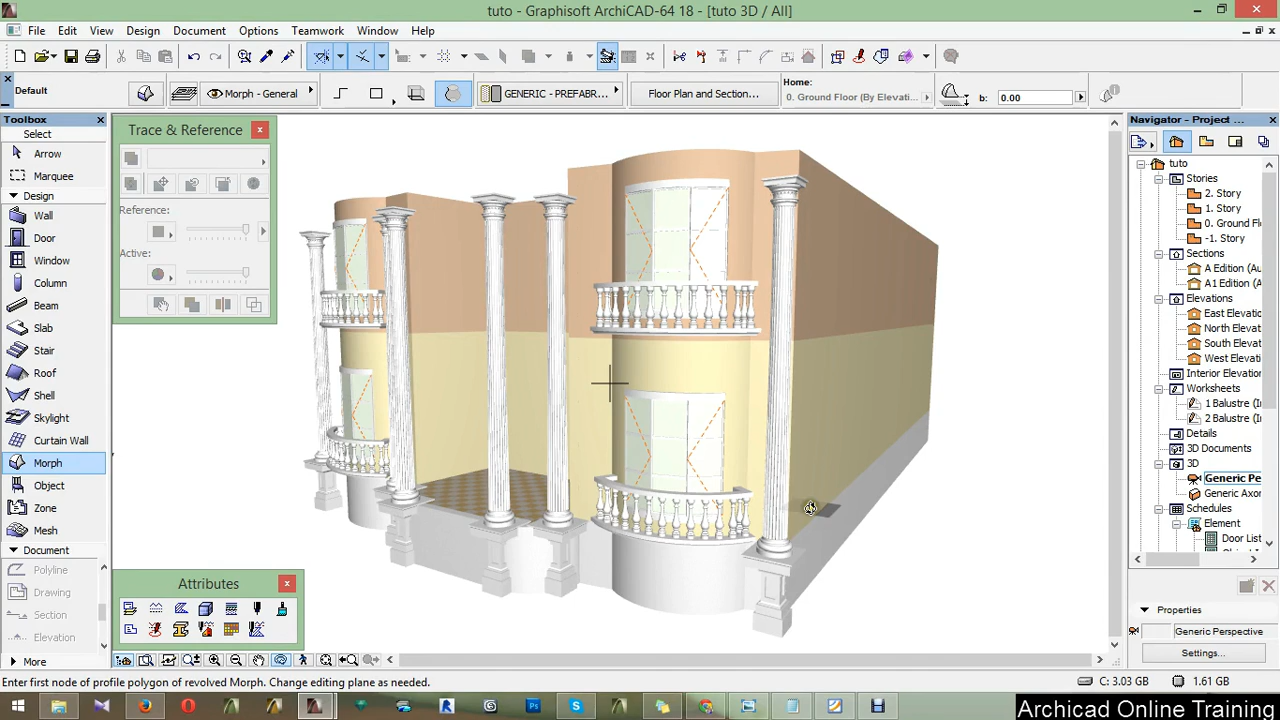 tuto - Graphisoft ArchiCAD-64 18 - [tuto 3D / All]
File Edit View Design Document Options Teamwork Window Help
Default
Morph - General
GENERIC - PREFABR...
Floor Plan and Section...
Home:
0. Ground Floor (By Elevati...
b: 0.00
Toolbox
Select
Arrow
Marquee
Design
Wall
Door
Window
Column
Beam
Slab
Stair
Roof
Shell
Skylight
Curtain Wall
Morph
Object
Zone
Mesh
Document
Polyline
Drawing
Section
Elevation
More
Trace & Reference
Reference:
Active:
Attributes
Navigator - Project ...
tuto
Stories
2. Story
1. Story
0. Ground Fl
-1. Story
Sections
A Edition (Au
A1 Edition (A
Elevations
East Elevatio
North Elevat
South Elevat
West Elevati
Interior Elevatio
Worksheets
1 Balustre (In
2 Balustre (In
Details
3D Documents
3D
Generic Pe
Generic Axon
Schedules
Element
Door List
Properties
Generic Perspective
Settings...
Enter first node of profile polygon of revolved Morph. Change editing plane as needed.
C: 3.03 GB
1.61 GB
Archicad Online Training